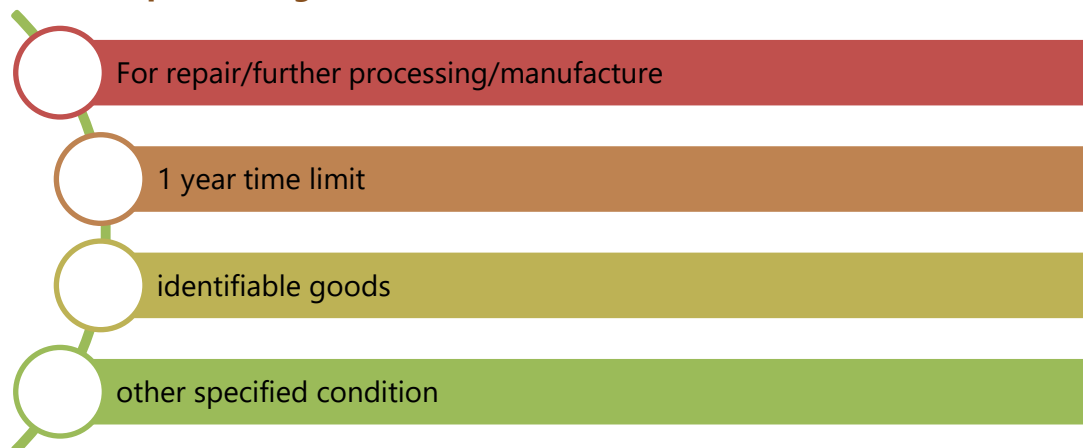 For repair/further processing/manufacture
1 year time limit
identifiable goods
other specified condition